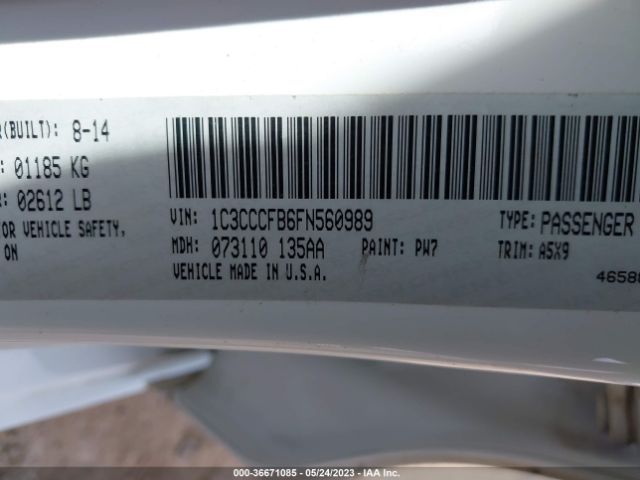 R(BUILT): 8-14
: 01185 KG
R: 02612 LB
FOR VEHICLE SAFETY,
ON
VIN: 1C3CCCFB6FN560989
TYPE: PASSENGER
MDH: 073110 135AA
PAINT: PW7
TRIM: A5X9
VEHICLE MADE IN U.S.A.
000-36671085 - 05/24/2023 - IAA Inc.